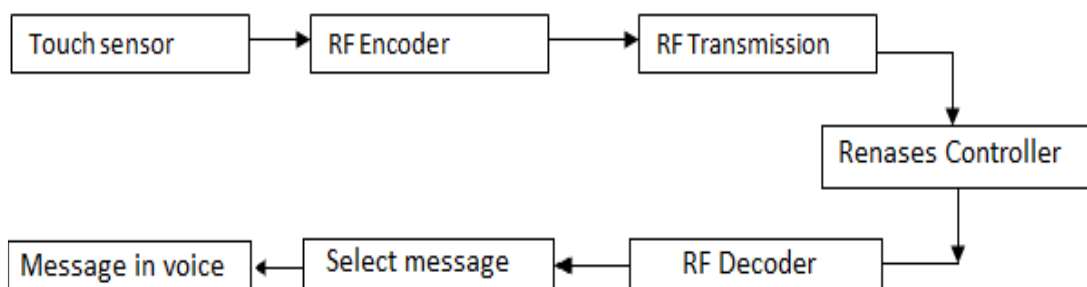 Touch sensor
RF Encoder
RF Transmission
Renases Controller
RF Decoder
Select message
Message in voice